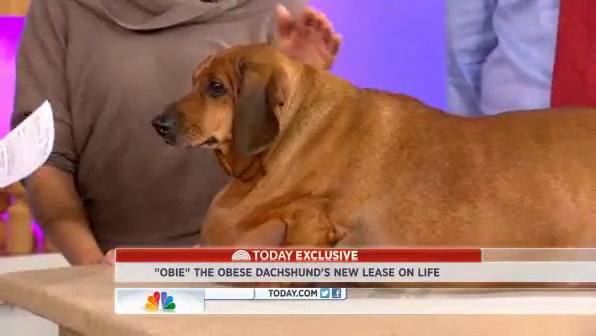 TODAY EXCLUSIVE
"OBIE" THE OBESE DACHSHUND'S NEW LEASE ON LIFE
TODAY.COM